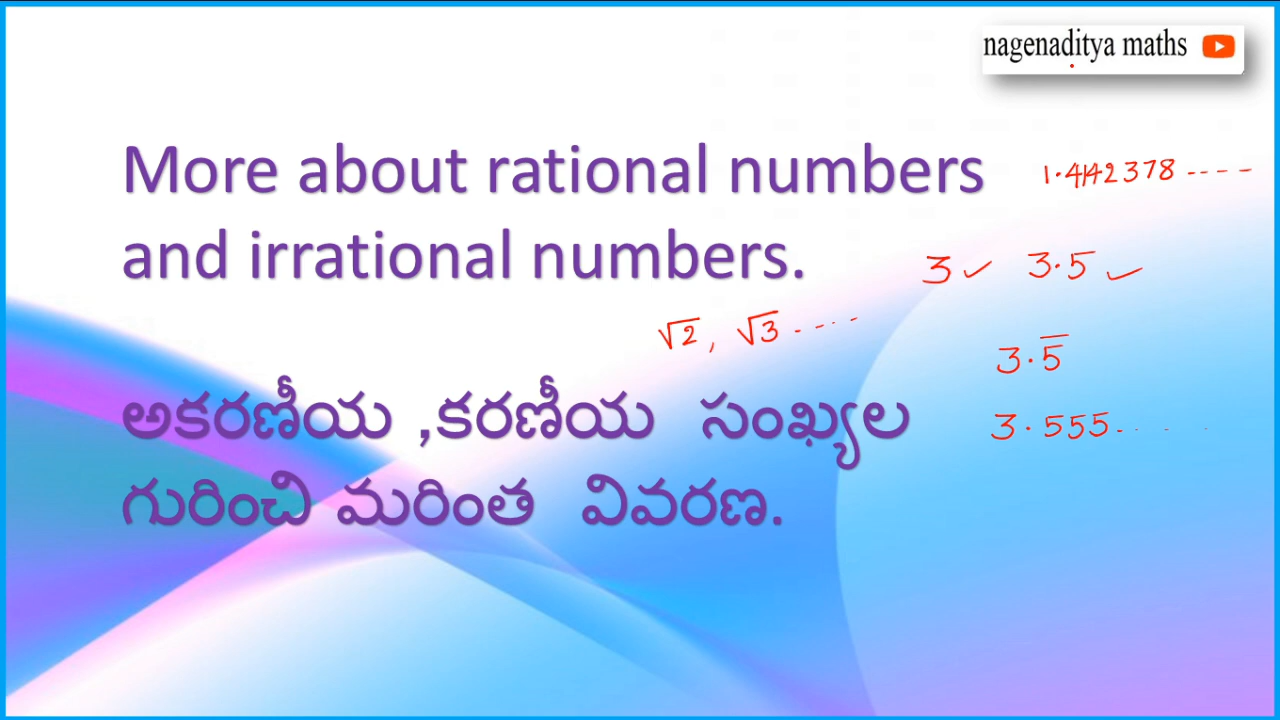 nagenaditya maths
More about rational numbers
1.4142378 ----
and irrational numbers.
3 ✓ 3.5 ✓
√2, √3 ....
3.5̅
అకరణీయ ,కరణీయ సంఖ్యల
3.555.....
గురించి మరింత వివరణ.